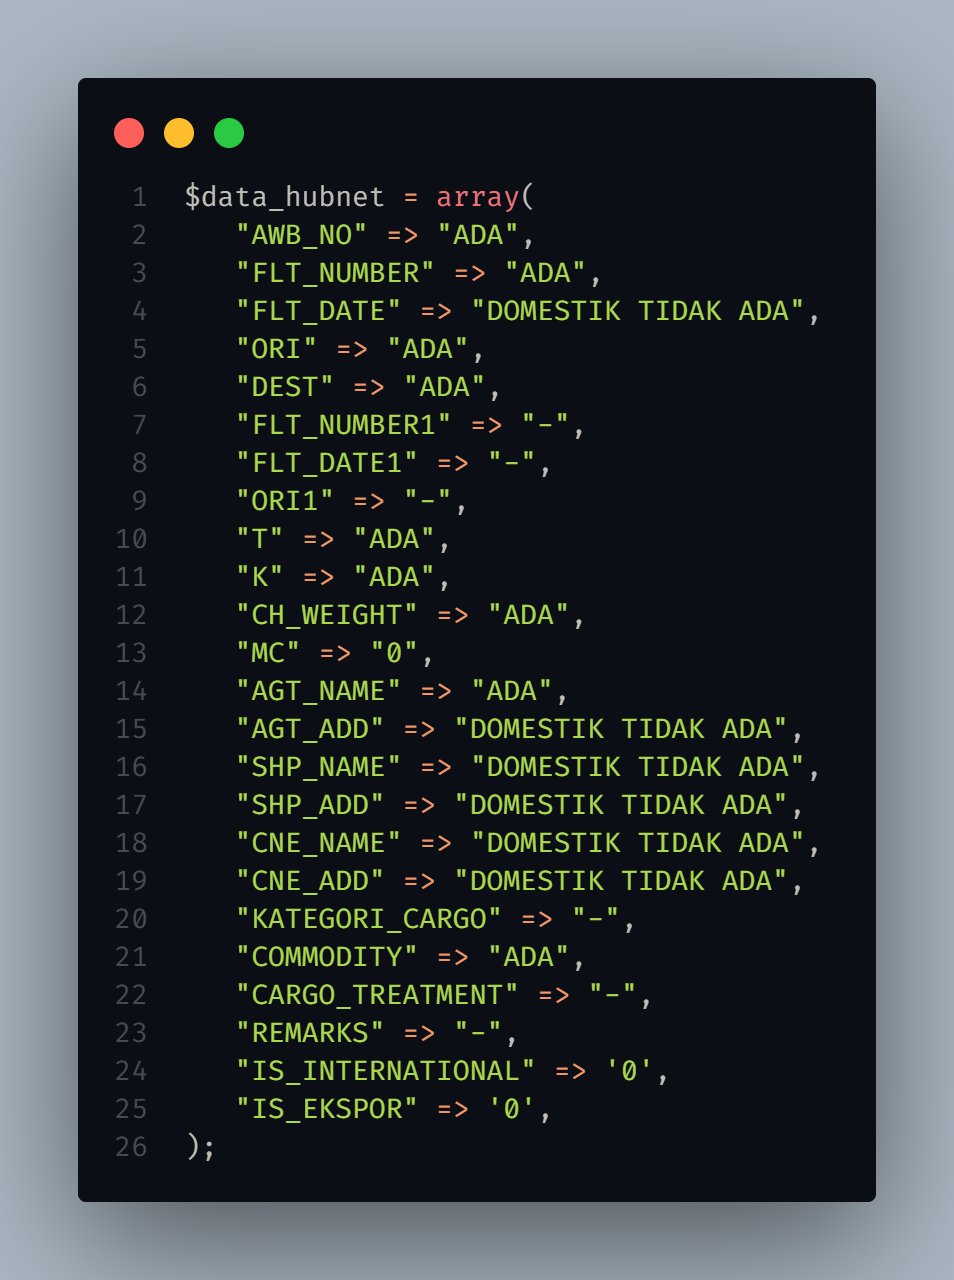 1 $data_hubnet = array(
2 "AWB_NO" => "ADA",
3 "FLT_NUMBER" => "ADA",
4 "FLT_DATE" => "DOMESTIK TIDAK ADA",
5 "ORI" => "ADA",
6 "DEST" => "ADA",
7 "FLT_NUMBER1" => "-",
8 "FLT_DATE1" => "-",
9 "ORI1" => "-",
10 "T" => "ADA",
11 "K" => "ADA",
12 "CH_WEIGHT" => "ADA",
13 "MC" => "0",
14 "AGT_NAME" => "ADA",
15 "AGT_ADD" => "DOMESTIK TIDAK ADA",
16 "SHP_NAME" => "DOMESTIK TIDAK ADA",
17 "SHP_ADD" => "DOMESTIK TIDAK ADA",
18 "CNE_NAME" => "DOMESTIK TIDAK ADA",
19 "CNE_ADD" => "DOMESTIK TIDAK ADA",
20 "KATEGORI_CARGO" => "-",
21 "COMMODITY" => "ADA",
22 "CARGO_TREATMENT" => "-",
23 "REMARKS" => "-",
24 "IS_INTERNATIONAL" => '0',
25 "IS_EKSPOR" => '0',
26 );